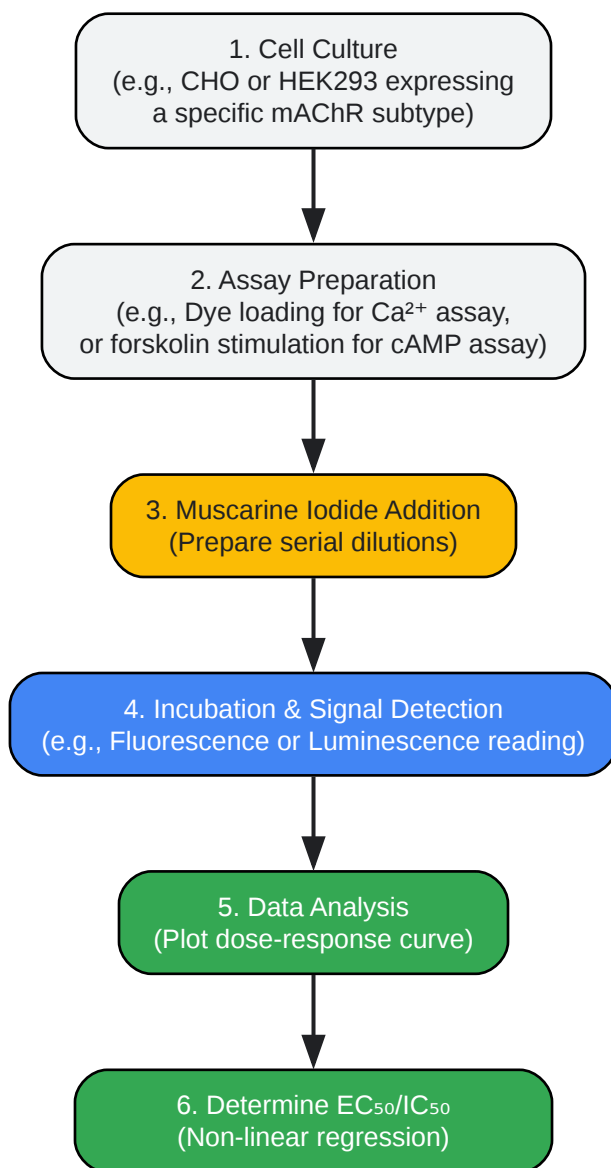 1. Cell Culture
(e.g., CHO or HEK293 expressing
a specific mAChR subtype)
2. Assay Preparation
(e.g., Dye loading for Ca²⁺ assay,
or forskolin stimulation for cAMP assay)
3. Muscarine Iodide Addition
(Prepare serial dilutions)
4. Incubation & Signal Detection
(e.g., Fluorescence or Luminescence reading)
5. Data Analysis
(Plot dose-response curve)
6. Determine EC₅₀/IC₅₀
(Non-linear regression)